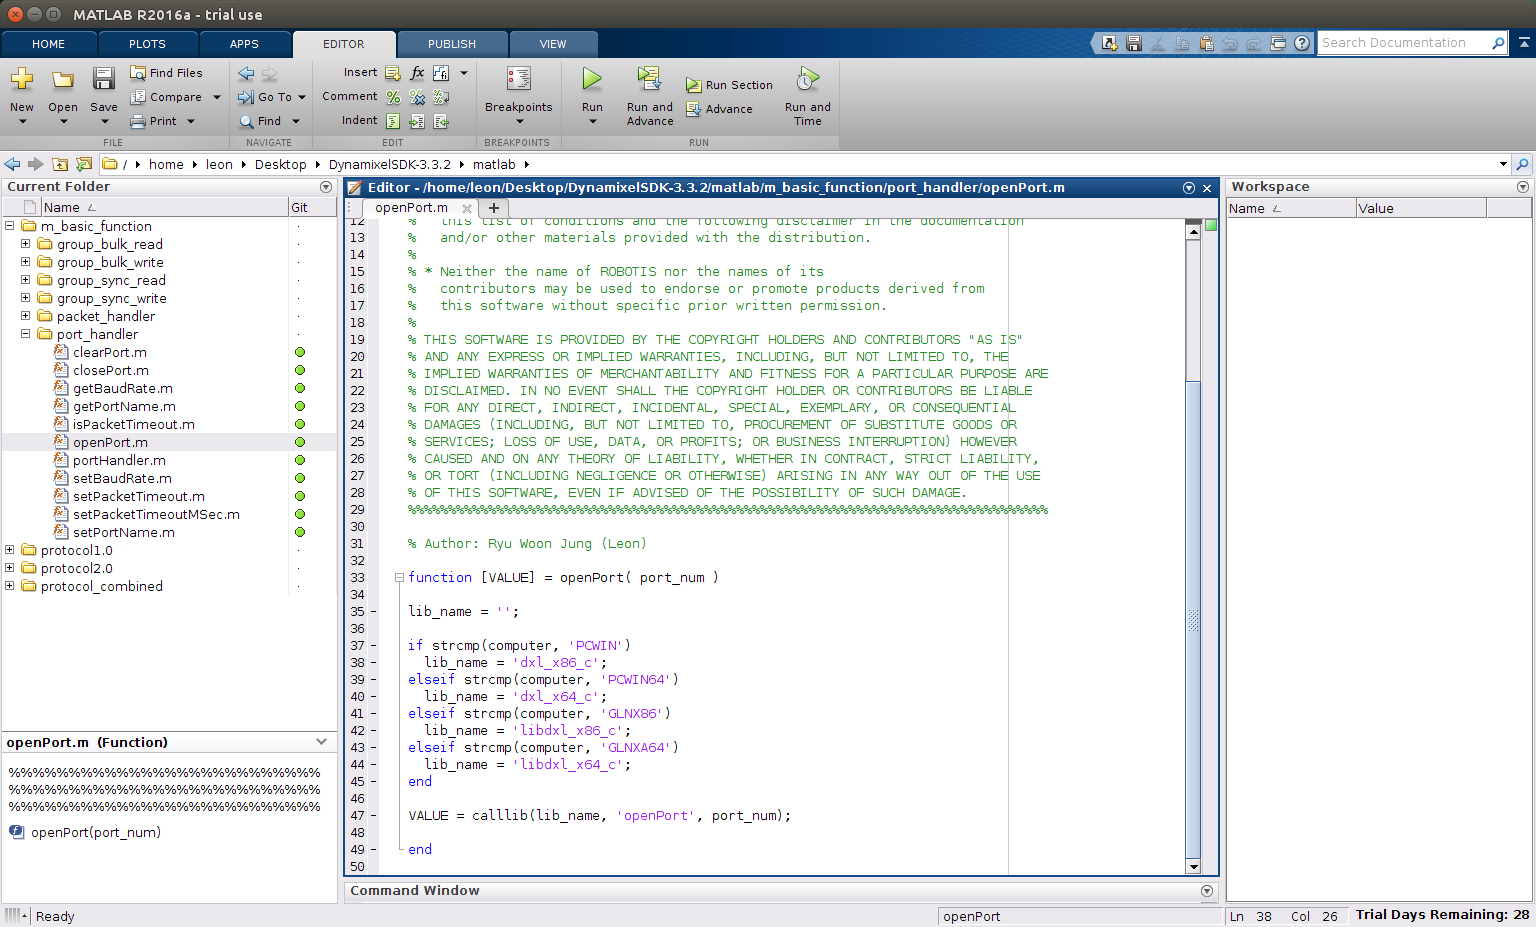 MATLAB R2016a - trial use
HOME PLOTS APPS EDITOR PUBLISH VIEW
Search Documentation
New
Open
Save
Find Files
Compare
Print
FILE
Go To
Find
NAVIGATE
Insert
Comment
Indent
EDIT
Breakpoints
BREAKPOINTS
Run
Run and Advance
Run Section
Advance
Run and Time
RUN
/ home leon Desktop DynamixelSDK-3.3.2 matlab
Current Folder
Name Git
m_basic_function
group_bulk_read
group_bulk_write
group_sync_read
group_sync_write
packet_handler
port_handler
clearPort.m
closePort.m
getBaudRate.m
getPortName.m
isPacketTimeout.m
openPort.m
portHandler.m
setBaudRate.m
setPacketTimeout.m
setPacketTimeoutMSec.m
setPortName.m
protocol1.0
protocol2.0
protocol_combined
openPort.m (Function)
%%%%%%%%%%%%%%%%%%%%%%%%%%
%%%%%%%%%%%%%%%%%%%%%%%%%%
%%%%%%%%%%%%%%%%%%%%%%%%%%
openPort(port_num)
Editor - /home/leon/Desktop/DynamixelSDK-3.3.2/matlab/m_basic_function/port_handler/openPort.m
openPort.m
12 % this list of conditions and the following disclaimer in the documentation
13 % and/or other materials provided with the distribution.
14 %
15 % * Neither the name of ROBOTIS nor the names of its
16 % contributors may be used to endorse or promote products derived from
17 % this software without specific prior written permission.
18 %
19 % THIS SOFTWARE IS PROVIDED BY THE COPYRIGHT HOLDERS AND CONTRIBUTORS "AS IS"
20 % AND ANY EXPRESS OR IMPLIED WARRANTIES, INCLUDING, BUT NOT LIMITED TO, THE
21 % IMPLIED WARRANTIES OF MERCHANTABILITY AND FITNESS FOR A PARTICULAR PURPOSE ARE
22 % DISCLAIMED. IN NO EVENT SHALL THE COPYRIGHT HOLDER OR CONTRIBUTORS BE LIABLE
23 % FOR ANY DIRECT, INDIRECT, INCIDENTAL, SPECIAL, EXEMPLARY, OR CONSEQUENTIAL
24 % DAMAGES (INCLUDING, BUT NOT LIMITED TO, PROCUREMENT OF SUBSTITUTE GOODS OR
25 % SERVICES; LOSS OF USE, DATA, OR PROFITS; OR BUSINESS INTERRUPTION) HOWEVER
26 % CAUSED AND ON ANY THEORY OF LIABILITY, WHETHER IN CONTRACT, STRICT LIABILITY,
27 % OR TORT (INCLUDING NEGLIGENCE OR OTHERWISE) ARISING IN ANY WAY OUT OF THE USE
28 % OF THIS SOFTWARE, EVEN IF ADVISED OF THE POSSIBILITY OF SUCH DAMAGE.
29 %%%%%%%%%%%%%%%%%%%%%%%%%%%%%%%%%%%%%%%%%%%%%%%%%%%%%%%%%%%%%%%%%%%%%%%%%%%%%%%%%%
30
31 % Author: Ryu Woon Jung (Leon)
32
33 function [VALUE] = openPort( port_num )
34
35 - lib_name = '';
36
37 - if strcmp(computer, 'PCWIN')
38 - lib_name = 'dxl_x86_c';
39 - elseif strcmp(computer, 'PCWIN64')
40 - lib_name = 'dxl_x64_c';
41 - elseif strcmp(computer, 'GLNX86')
42 - lib_name = 'libdxl_x86_c';
43 - elseif strcmp(computer, 'GLNXA64')
44 - lib_name = 'libdxl_x64_c';
45 - end
46
47 - VALUE = calllib(lib_name, 'openPort', port_num);
48
49 - end
50
Command Window
Workspace
Name Value
Ready
openPort
Ln 38 Col 26
Trial Days Remaining: 28